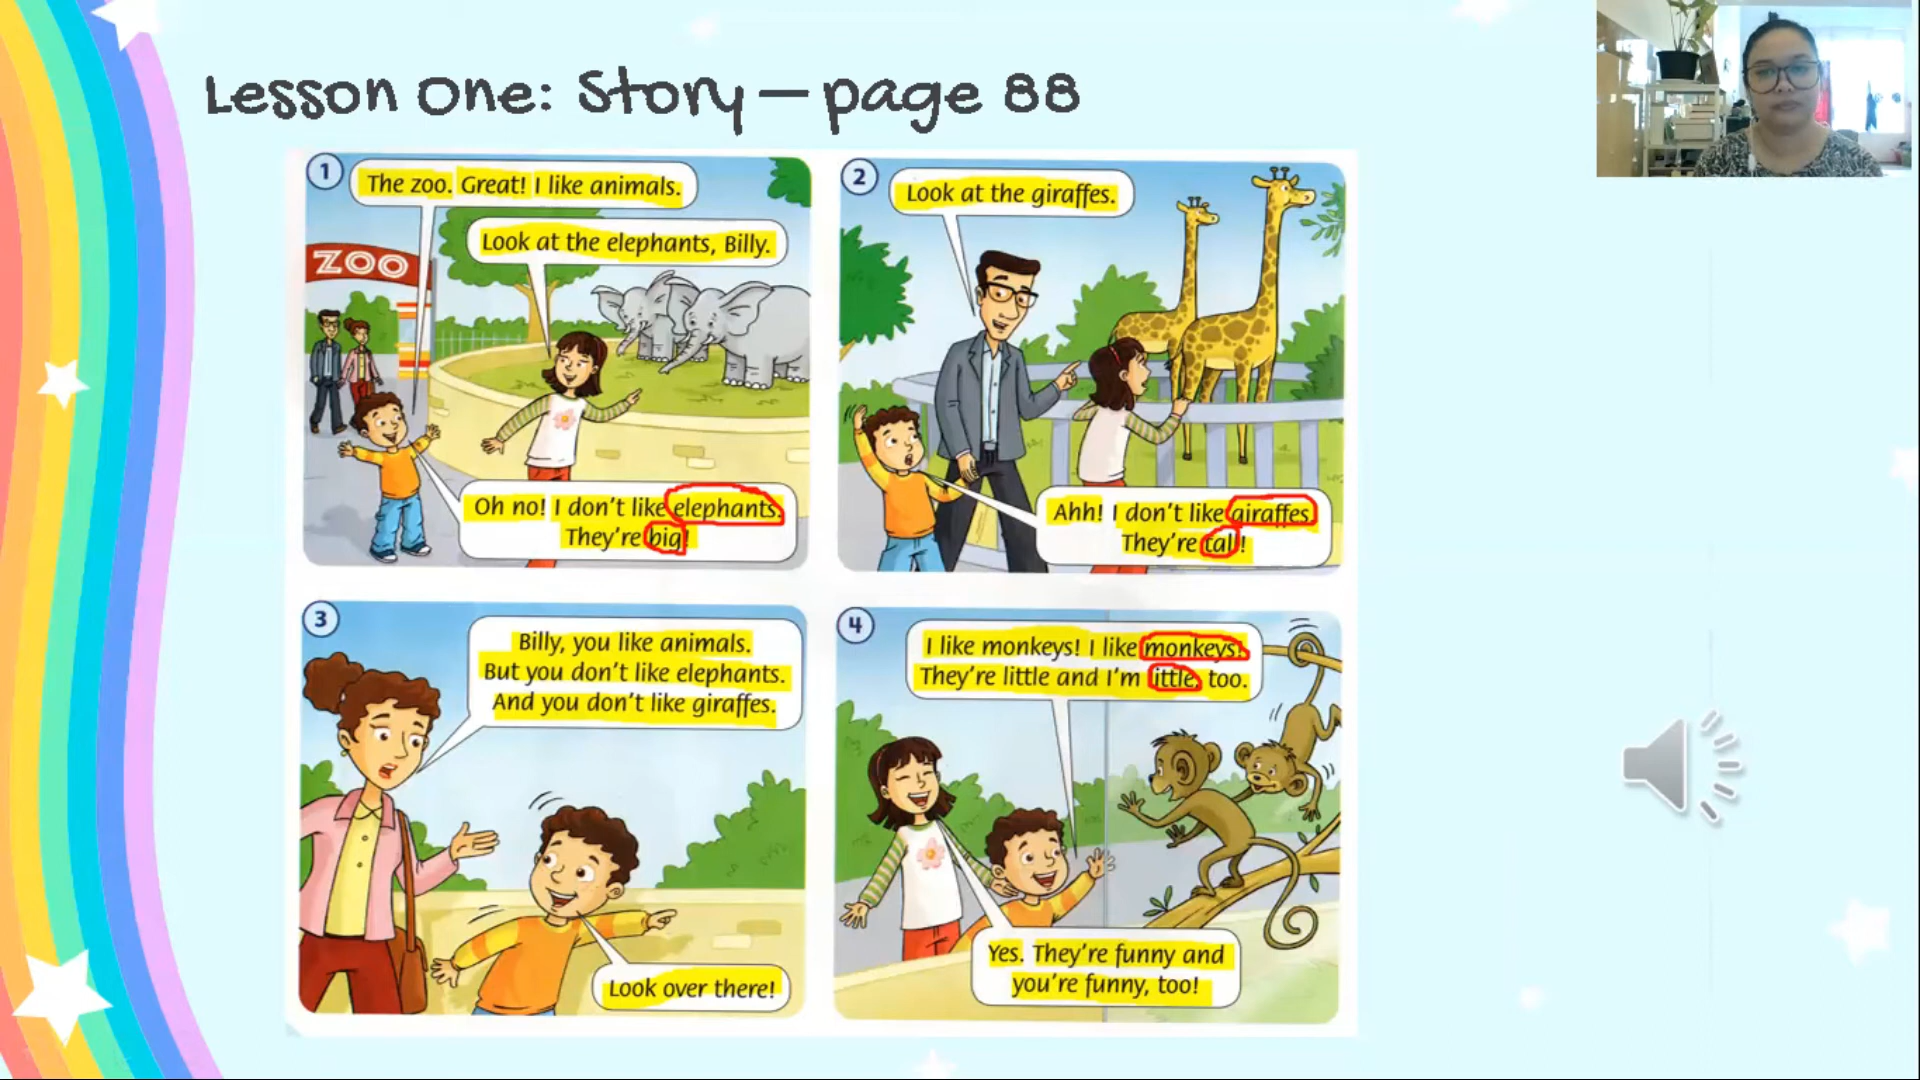 Lesson One: Story – page 88
1
The zoo. Great! I like animals.
Look at the elephants, Billy.
ZOO
Oh no! I don't like elephants.
They're big!
2
Look at the giraffes.
Ahh! I don't like giraffes.
They're tall!
3
Billy, you like animals.
But you don't like elephants.
And you don't like giraffes.
Look over there!
4
I like monkeys! I like monkeys!
They're little and I'm little, too.
Yes. They're funny and
you're funny, too!